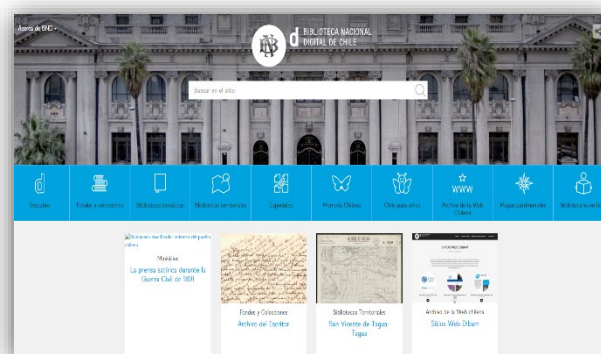 Acerca de BND
BIBLIOTECA NACIONAL
DIGITAL DE CHILE
d
Buscar en el sitio
d
Descubre
Fondos y colecciones
Bibliotecas temáticas
Bibliotecas territoriales
Especiales
Memoria Chilena
Chile para niños
WWW
Archivo de la Web
Chilena
Mapas patrimoniales
Minisitios
La prensa satírica durante la
Guerra Civil de 1891
Fondos y Colecciones
Archivo del Escritor
Bibliotecas Territoriales
San Vicente de Tagua-
Tagua
Archivo de la Web chilena
Sitios Web Dibam